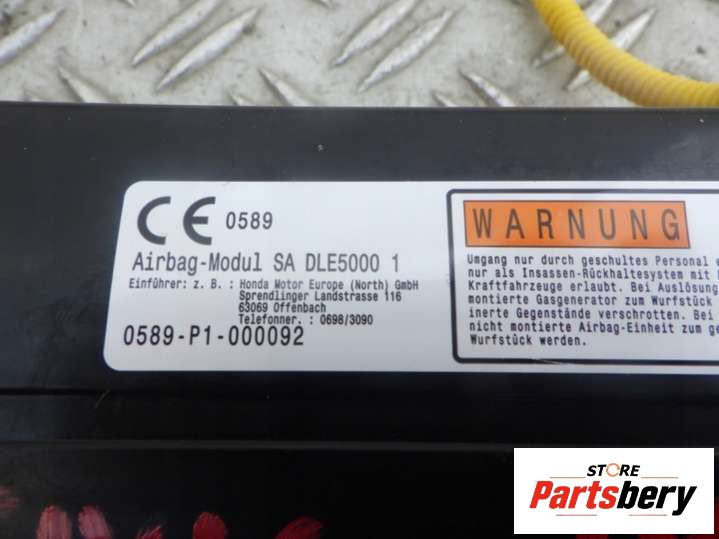 CE 0589
Airbag-Modul SA DLE5000 1
Einführer: z. B.: Honda Motor Europe (North) GmbH
Sprendlinger Landstrasse 116
63069 Offenbach
Telefonner. : 0698/3090
0589-P1-000092
WARNUNG
Umgang nur durch geschultes Personal
nur als Insassen-Rückhaltesystem mit
Kraftfahrzeuge erlaubt. Bei Auslösung
montierte Gasgenerator zum Wurfstück
inerte Gegenstände verschtreut. Bei
nicht montierte Airbag-Einheit zum
Wurfstück werden.
STORE
Partsbery